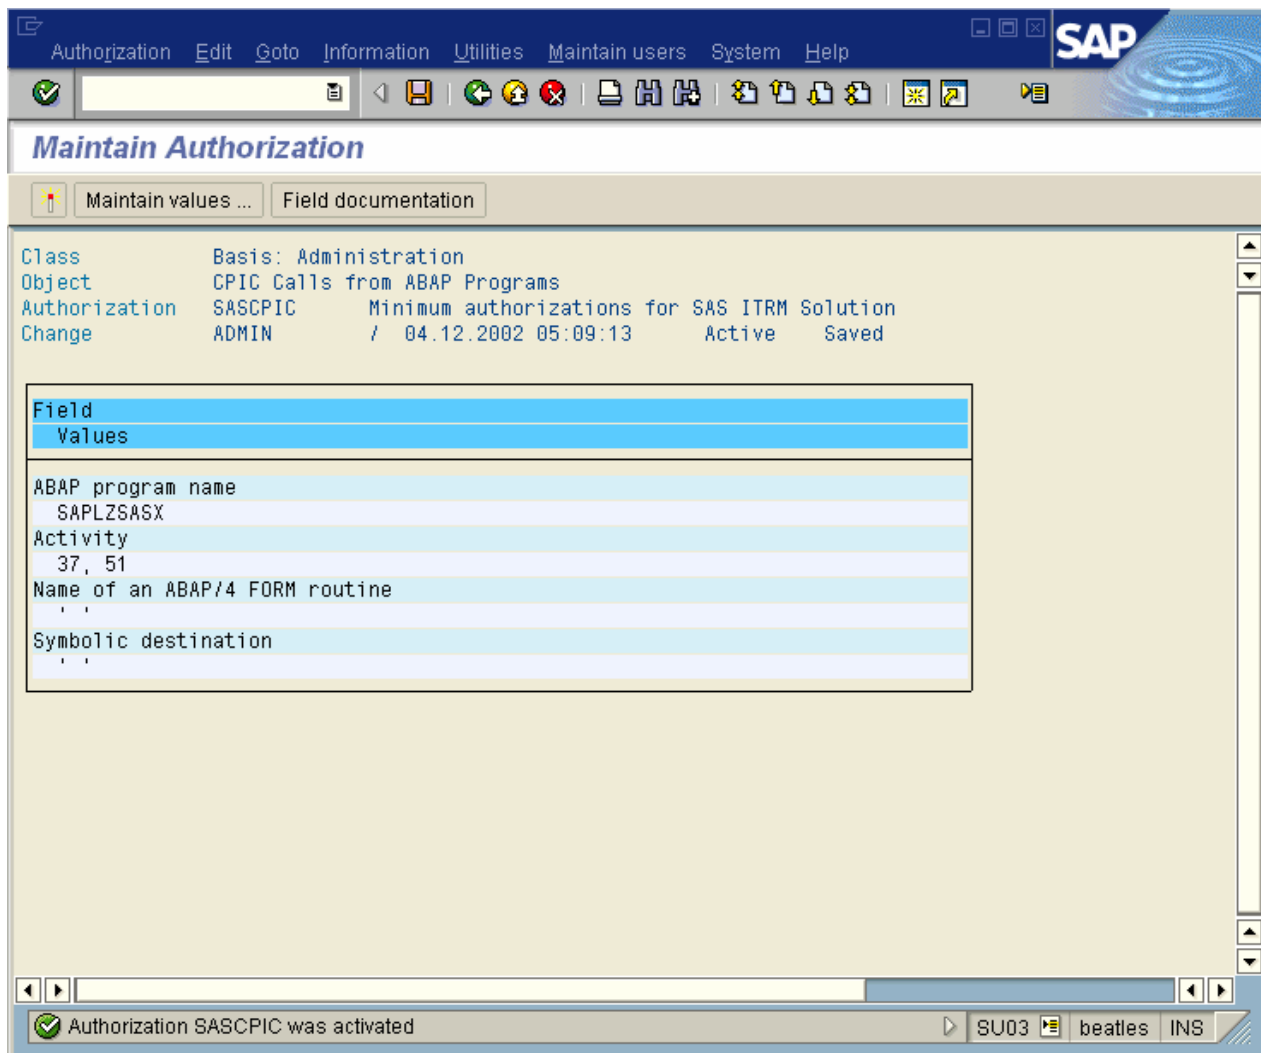 Authorization Edit Goto Information Utilities Maintain users System Help
SAP
Maintain Authorization
Maintain values ... Field documentation
Class Basis: Administration
Object CPIC Calls from ABAP Programs
Authorization SASCPIC Minimum authorizations for SAS ITRM Solution
Change ADMIN / 04.12.2002 05:09:13 Active Saved
Field
Values
ABAP program name
SAPLZSASX
Activity
37, 51
Name of an ABAP/4 FORM routine
' '
Symbolic destination
' '
Authorization SASCPIC was activated SU03 beatles INS